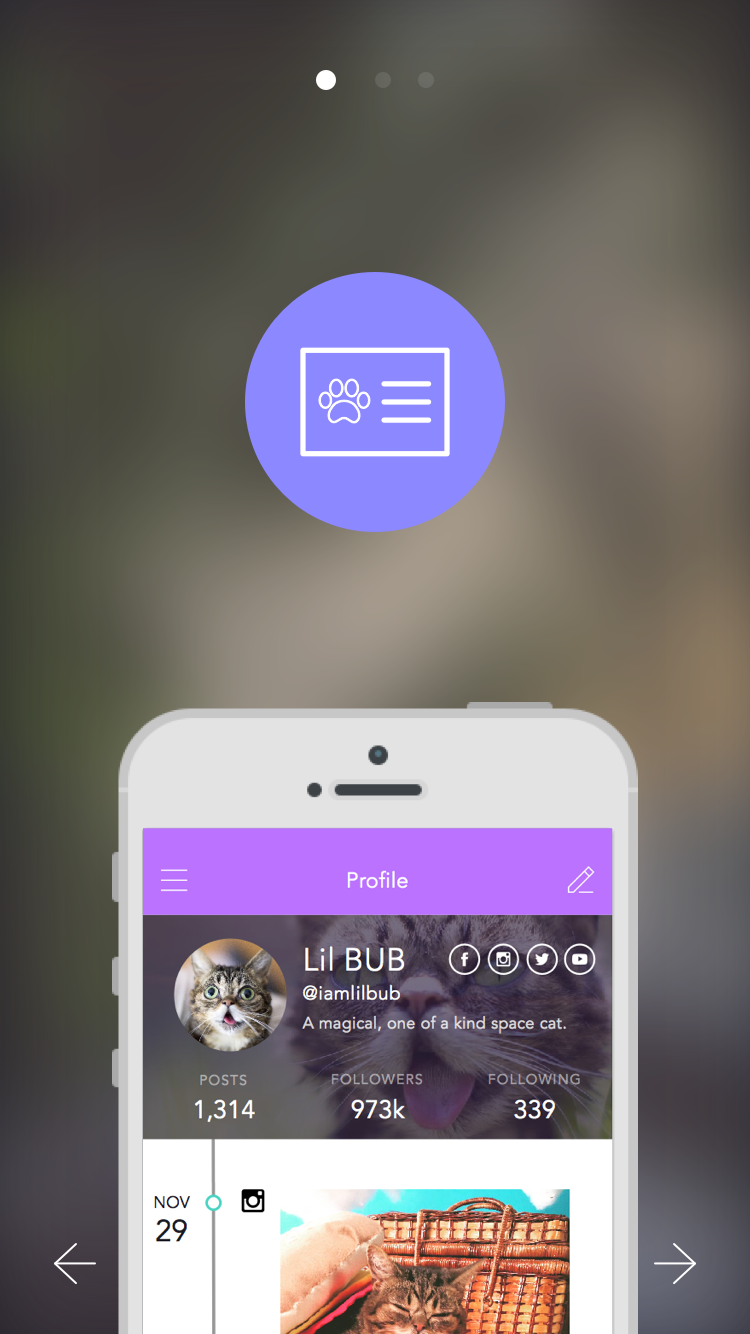 Profile
Lil BUB
@iamlilbub
A magical, one of a kind space cat.
POSTS FOLLOWERS FOLLOWING
1,314 973k 339
NOV
29